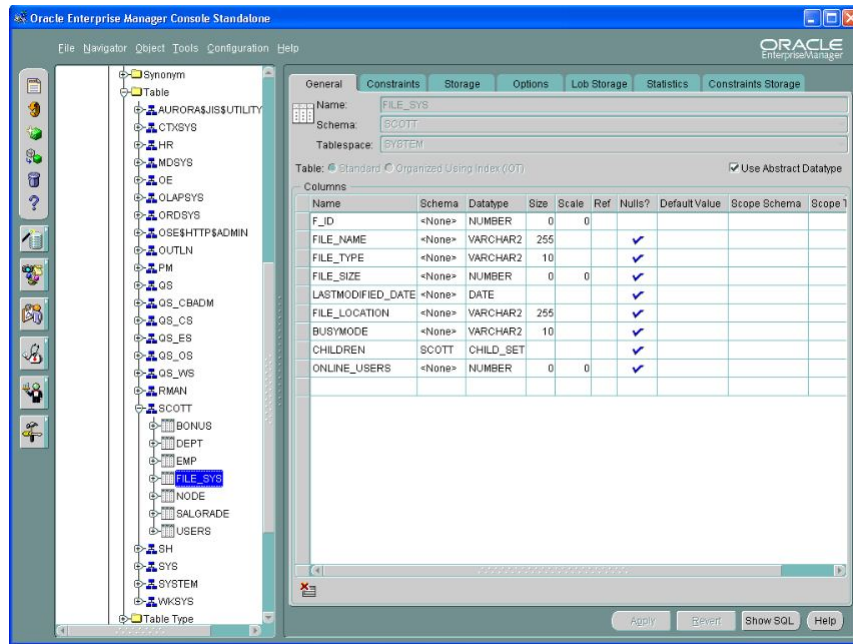 Oracle Enterprise Manager Console Standalone
File Navigator Object Tools Configuration Help
ORACLE
EnterpriseManager
Synonym
Table
AURORA$JIS$UTILITY
CTXSYS
HR
MDSYS
OE
OLAPSYS
ORDSYS
OSE$HTTP$ADMIN
OUTLN
PM
QS
QS_CBADM
QS_CS
QS_ES
QS_OS
QS_WS
RMAN
SCOTT
BONUS
DEPT
EMP
FILE_SYS
NODE
SALGRADE
USERS
SH
SYS
SYSTEM
WKSYS
Table Type
General Constraints Storage Options Lob Storage Statistics Constraints Storage
Name: FILE_SYS
Schema: SCOTT
Tablespace: SYSTEM
Table: Standard Organized Using Index (IOT) Use Abstract Datatype
Columns
Name Schema Datatype Size Scale Ref Nulls? Default Value Scope Schema Scope T
F_ID <None> NUMBER 0 0
FILE_NAME <None> VARCHAR2 255
FILE_TYPE <None> VARCHAR2 10
FILE_SIZE <None> NUMBER 0 0
LASTMODIFIED_DATE <None> DATE
FILE_LOCATION <None> VARCHAR2 255
BUSYMODE <None> VARCHAR2 10
CHILDREN SCOTT CHILD_SET
ONLINE_USERS <None> NUMBER 0 0
Apply Revert Show SQL Help